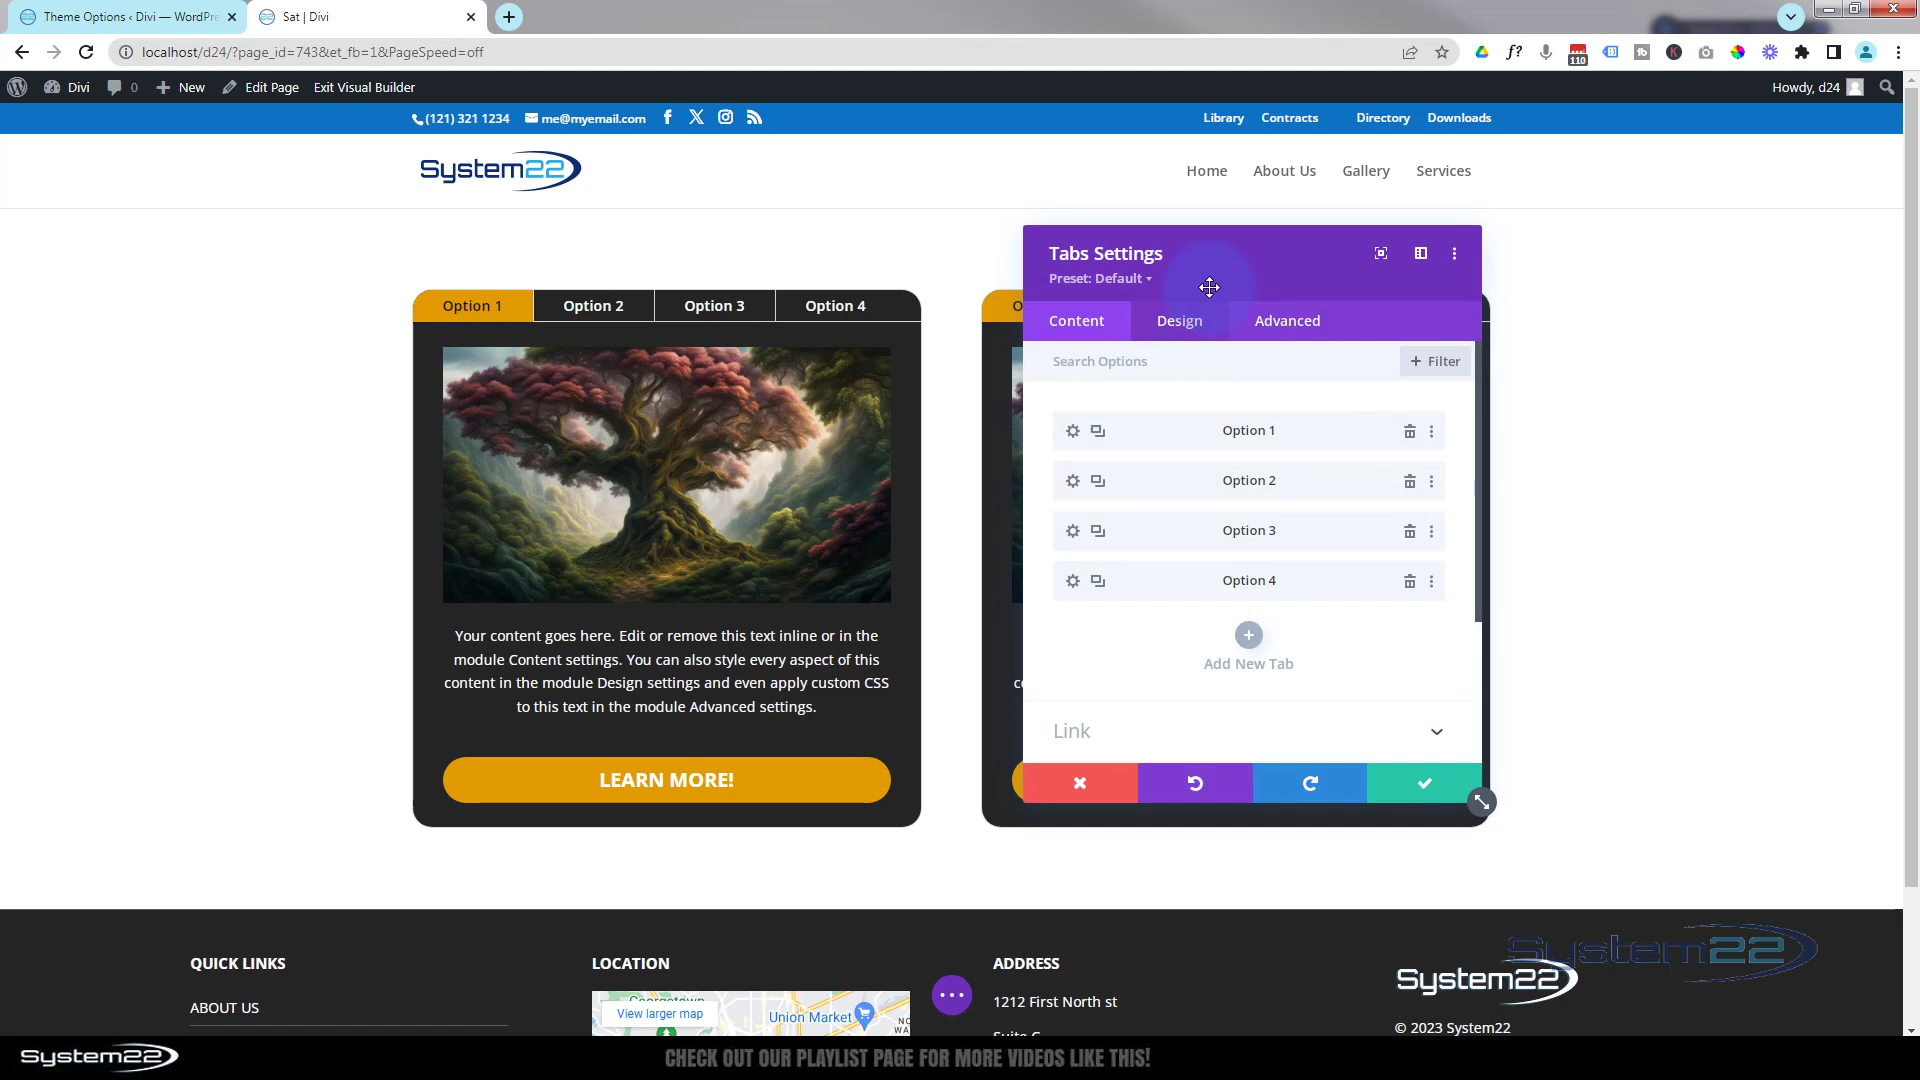 Theme Options ‹ Divi — WordPre
Sat | Divi
localhost/d24/?page_id=743&et_fb=1&PageSpeed=off
f?
110
Divi
0
New
Edit Page
Exit Visual Builder
Howdy, d24
(121) 321 1234
me@myemail.com
Library
Contracts
Directory
Downloads
System22
Home
About Us
Gallery
Services
Option 1
Option 2
Option 3
Option 4
Your content goes here. Edit or remove this text inline or in the
module Content settings. You can also style every aspect of this
content in the module Design settings and even apply custom CSS
to this text in the module Advanced settings.
LEARN MORE!
Tabs Settings
Preset: Default
Content
Design
Advanced
Search Options
+ Filter
Option 1
Option 2
Option 3
Option 4
Add New Tab
Link
QUICK LINKS
ABOUT US
LOCATION
Georgetown
View larger map
Union Market
ADDRESS
1212 First North st
System22
System22
© 2023 System22
System22
CHECK OUT OUR PLAYLIST PAGE FOR MORE VIDEOS LIKE THIS!